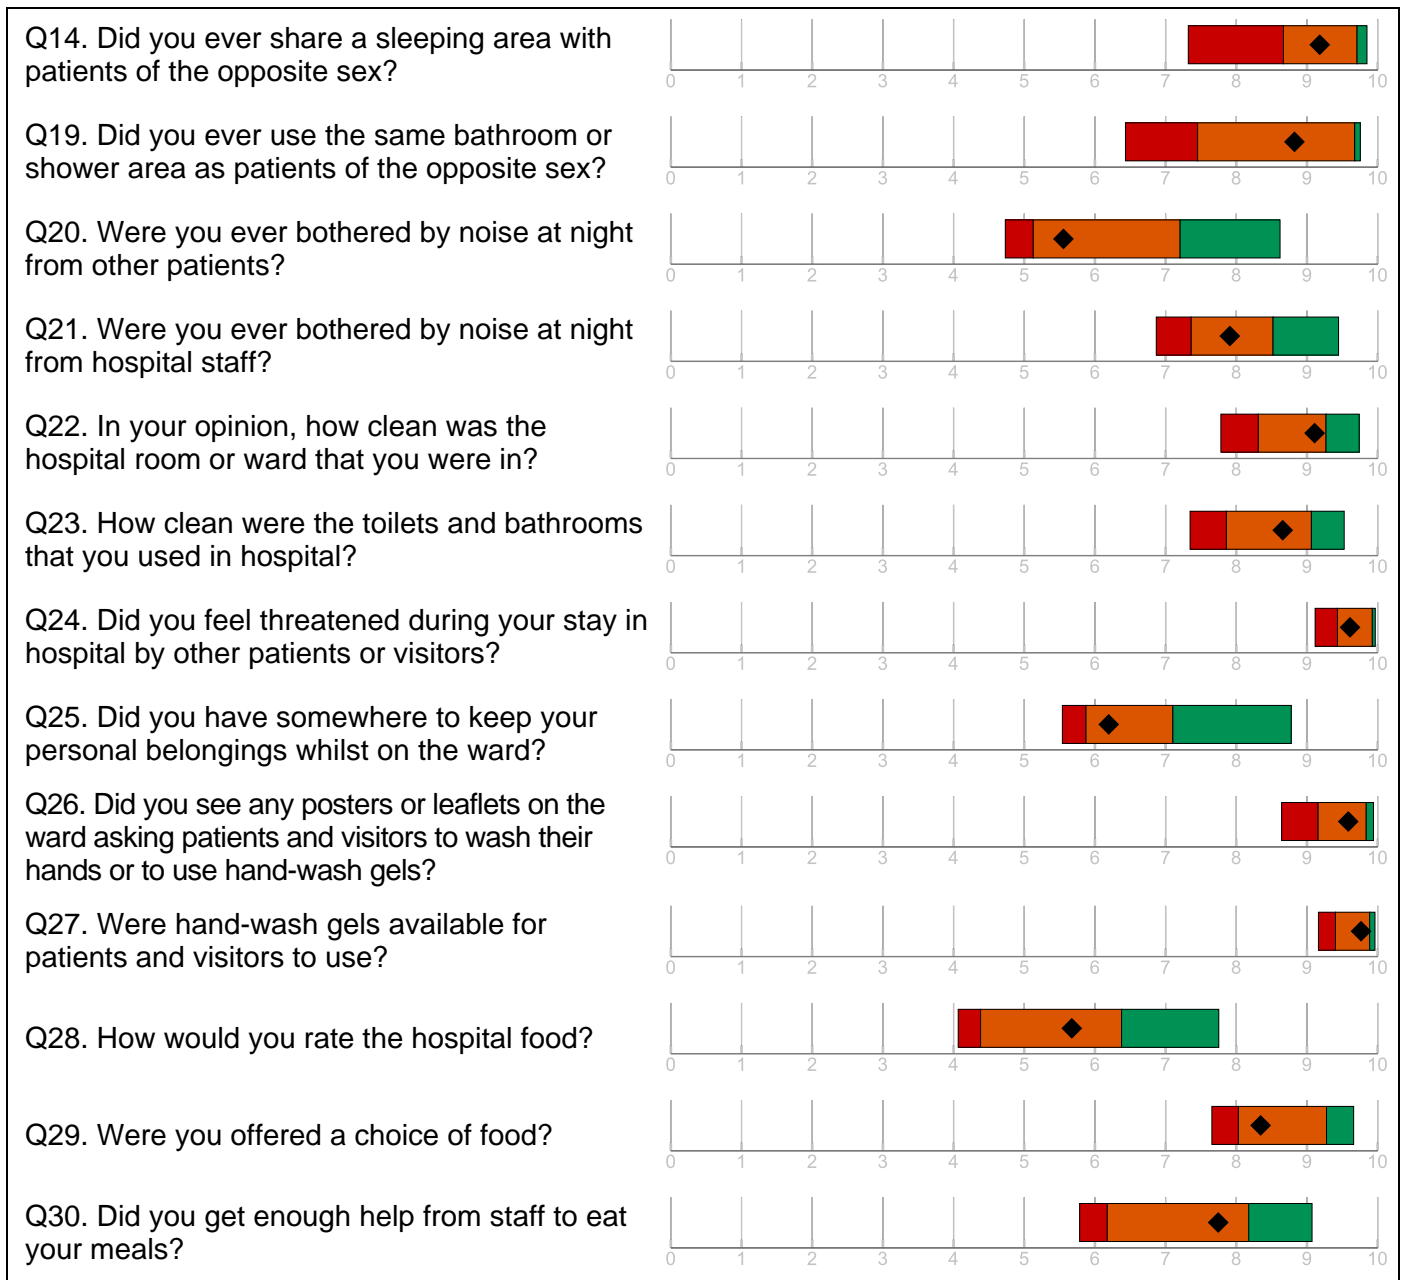 Q14. Did you ever share a sleeping area with
patients of the opposite sex?
0 1 2 3 4 5 6 7 8 9 10
Q19. Did you ever use the same bathroom or
shower area as patients of the opposite sex?
0 1 2 3 4 5 6 7 8 9 10
Q20. Were you ever bothered by noise at night
from other patients?
0 1 2 3 4 5 6 7 8 9 10
Q21. Were you ever bothered by noise at night
from hospital staff?
0 1 2 3 4 5 6 7 8 9 10
Q22. In your opinion, how clean was the
hospital room or ward that you were in?
0 1 2 3 4 5 6 7 8 9 10
Q23. How clean were the toilets and bathrooms
that you used in hospital?
0 1 2 3 4 5 6 7 8 9 10
Q24. Did you feel threatened during your stay in
hospital by other patients or visitors?
0 1 2 3 4 5 6 7 8 9 10
Q25. Did you have somewhere to keep your
personal belongings whilst on the ward?
0 1 2 3 4 5 6 7 8 9 10
Q26. Did you see any posters or leaflets on the
ward asking patients and visitors to wash their
hands or to use hand-wash gels?
0 1 2 3 4 5 6 7 8 9 10
Q27. Were hand-wash gels available for
patients and visitors to use?
0 1 2 3 4 5 6 7 8 9 10
Q28. How would you rate the hospital food?
0 1 2 3 4 5 6 7 8 9 10
Q29. Were you offered a choice of food?
0 1 2 3 4 5 6 7 8 9 10
Q30. Did you get enough help from staff to eat
your meals?
0 1 2 3 4 5 6 7 8 9 10